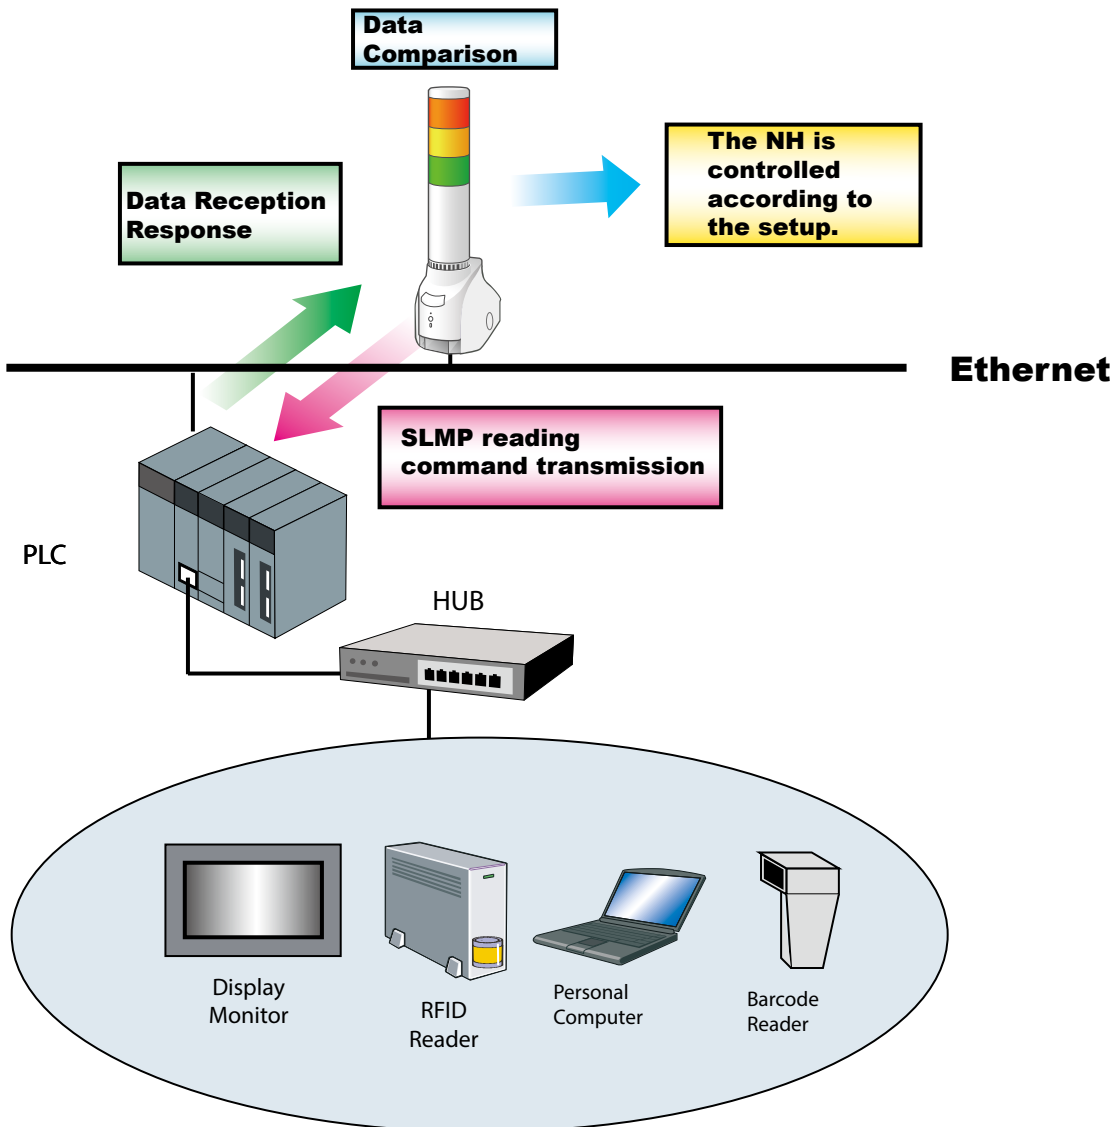 Data
Comparison
The NH is
controlled
according to
the setup.
Data Reception
Response
Ethernet
SLMP reading
command transmission
PLC
HUB
Display
Monitor
RFID
Reader
Personal
Computer
Barcode
Reader